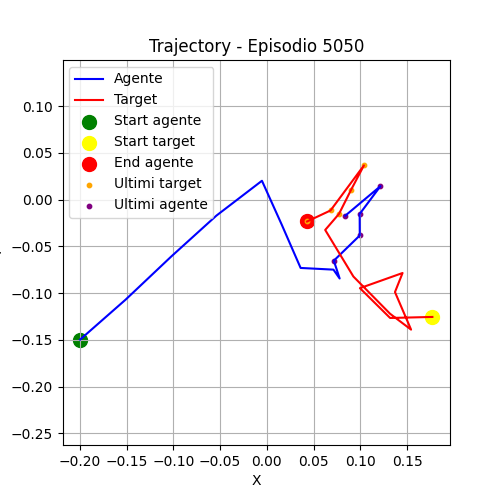 Trajectory - Episodio 5050
Agente
Target
Start agente
Start target
End agente
Ultimi target
Ultimi agente
0.10
0.05
0.00
−0.05
−0.10
−0.15
−0.20
−0.25
−0.20 −0.15 −0.10 −0.05 0.00 0.05 0.10 0.15
X